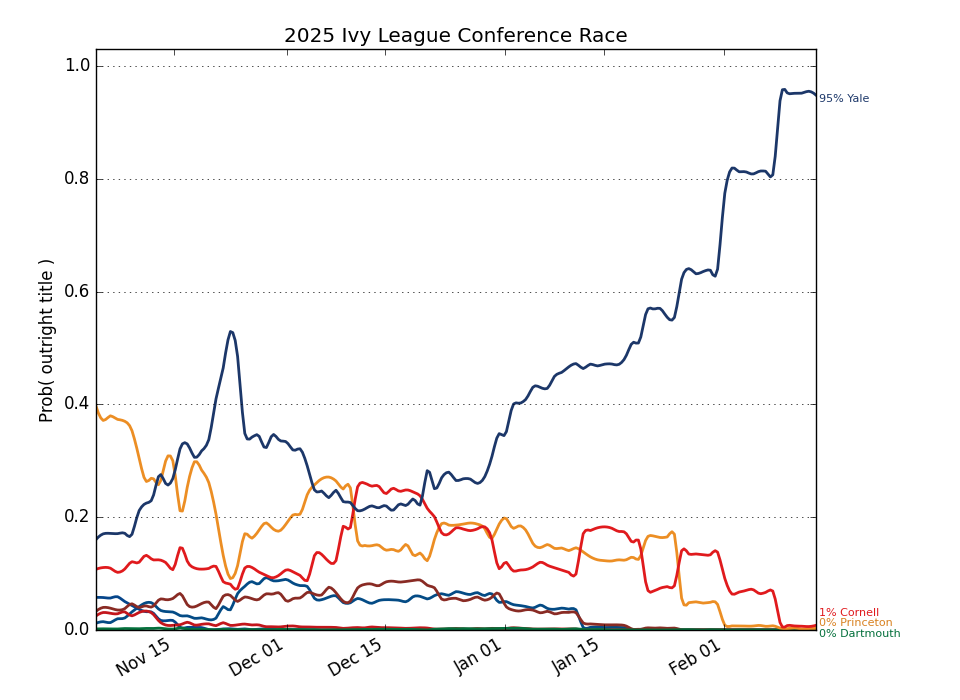 2025 Ivy League Conference Race
Prob( outright title )
1.0
0.8
0.6
0.4
0.2
0.0
Nov 15
Dec 01
Dec 15
Jan 01
Jan 15
Feb 01
95% Yale
1% Cornell
0% Princeton
0% Dartmouth